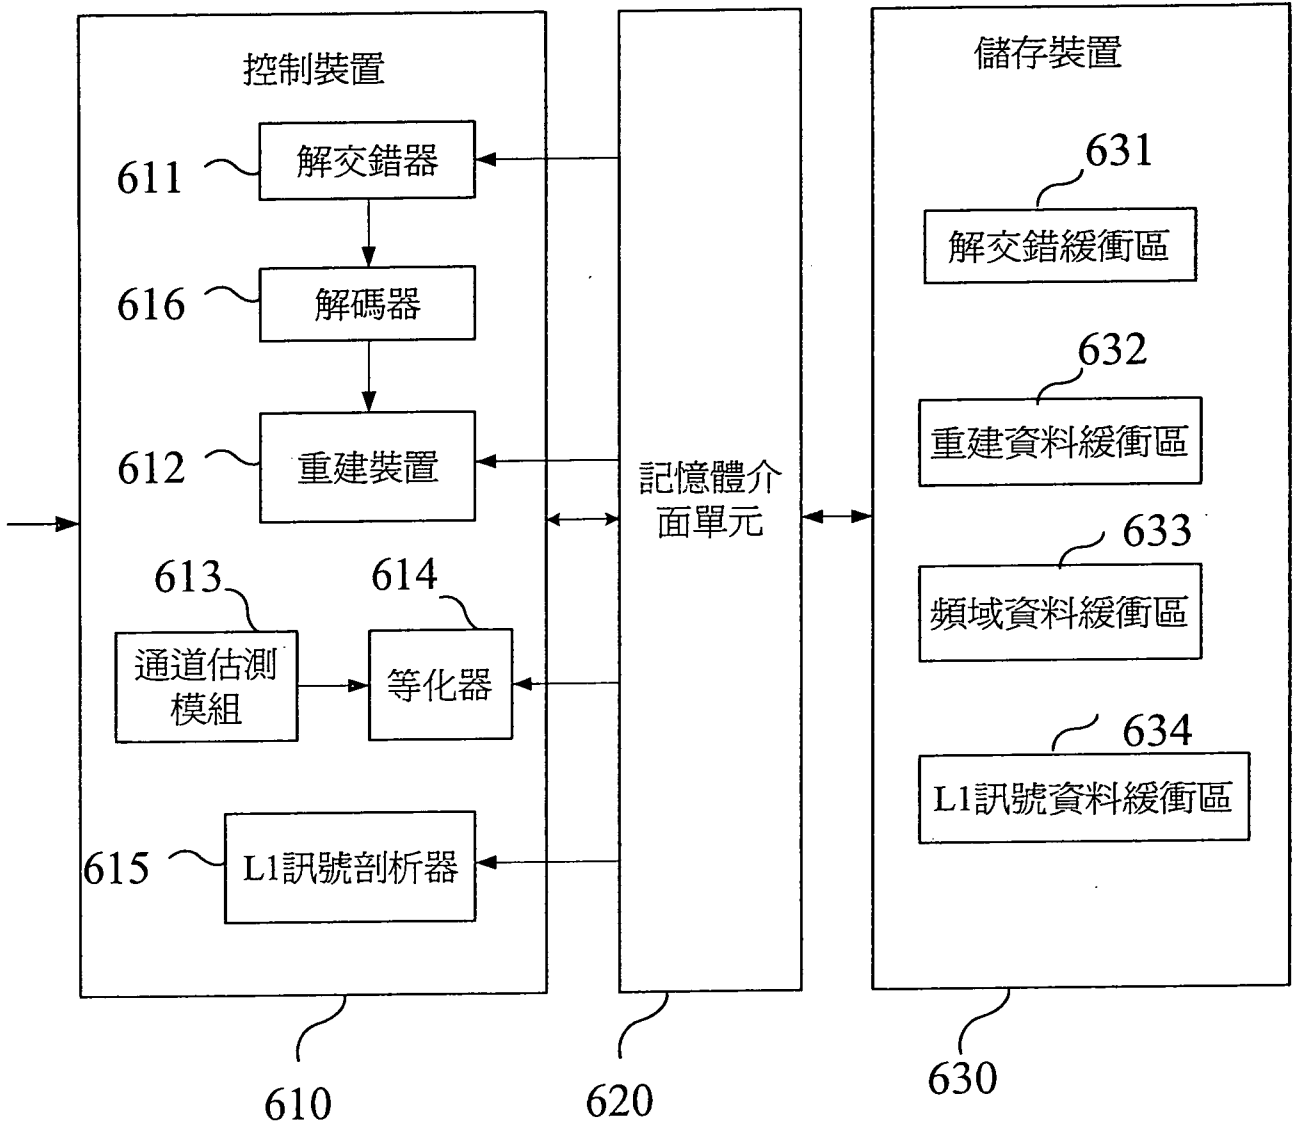 控制裝置
611
解交錯器
616
解碼器
612
重建裝置
613
通道估測
模組
614
等化器
615
L1訊號剖析器
610
記憶體介
面單元
620
儲存裝置
631
解交錯緩衝區
632
重建資料緩衝區
633
頻域資料緩衝區
634
L1訊號資料緩衝區
630